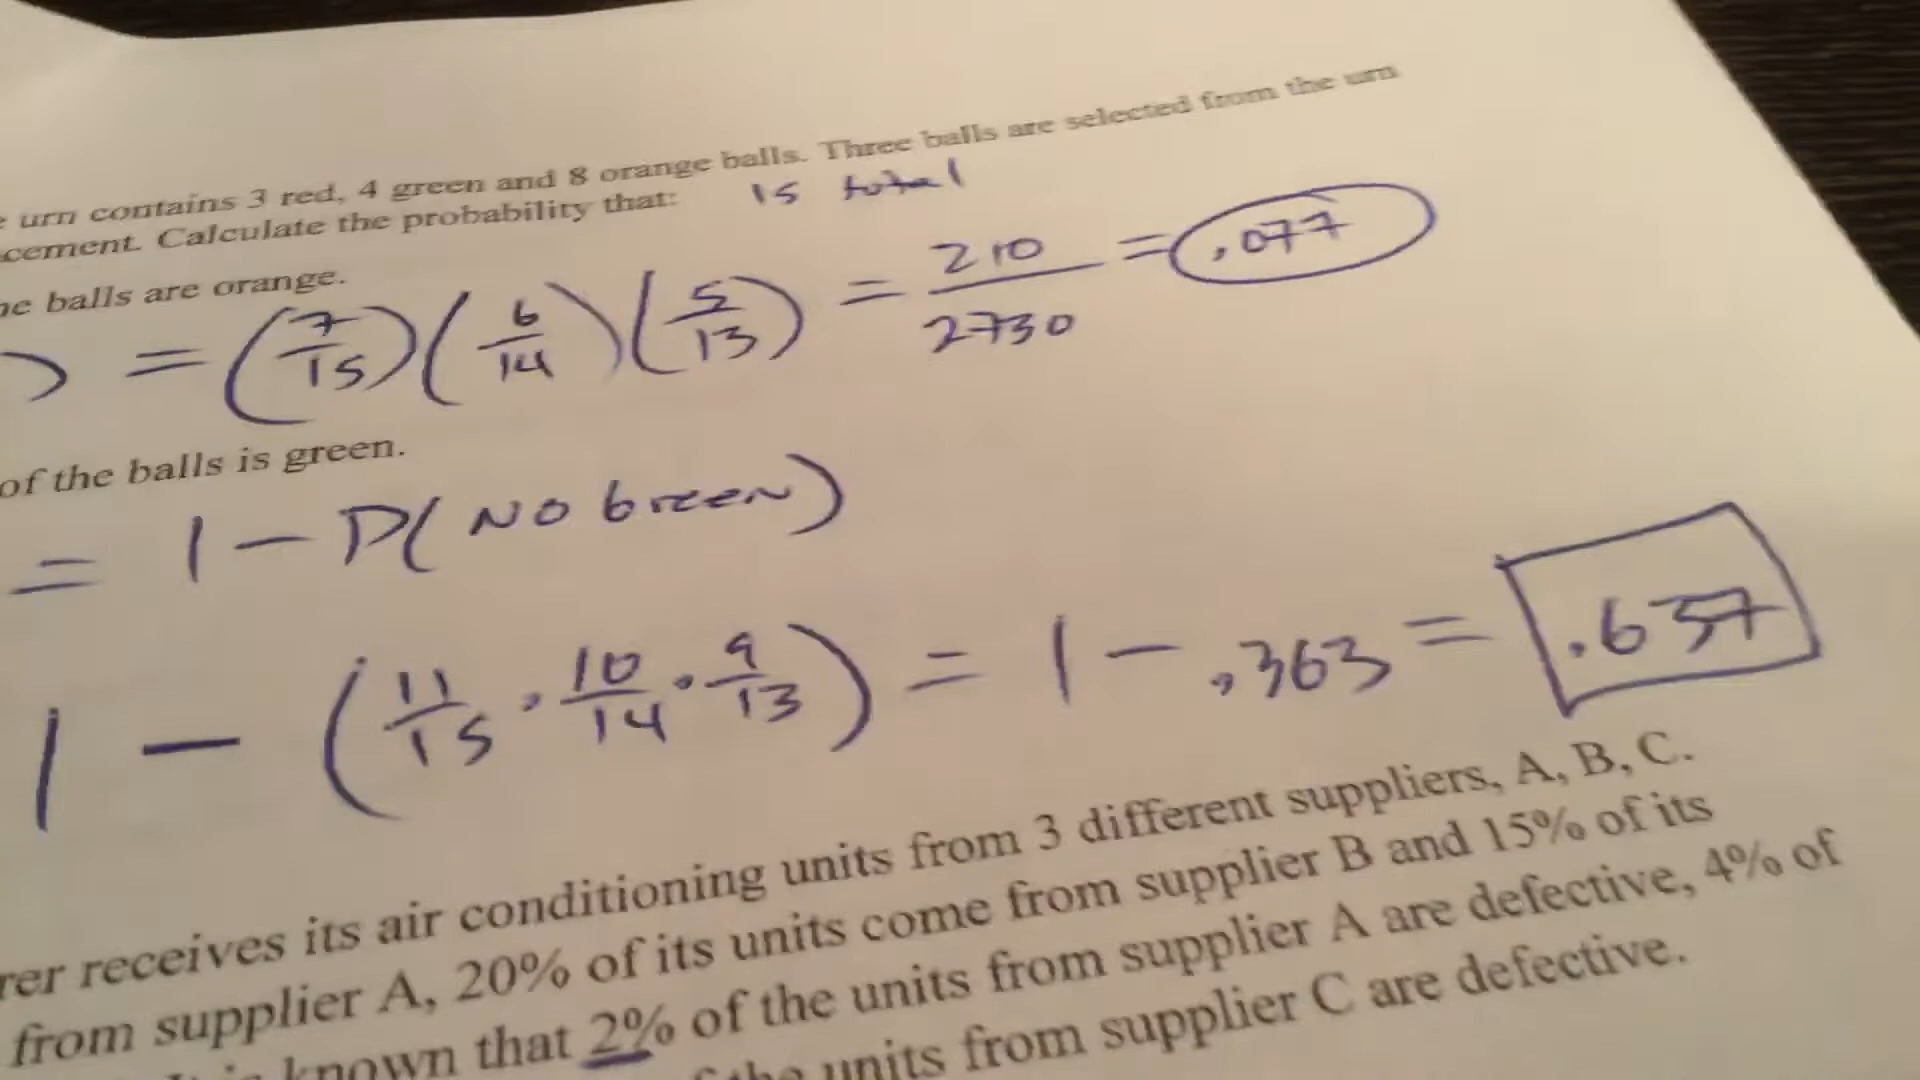 urn contains 3 red, 4 green and 8 orange balls. Three balls are selected from the urn
cement. Calculate the probability that: 15 total
he balls are orange.
) = (7/15)(6/14)(5/13) = 210/2730 = .077
of the balls is green.
= 1 - P(NO Green)
1 - (11/15 · 10/14 · 9/13) = 1 - .363 = .637
rer receives its air conditioning units from 3 different suppliers, A, B, C.
from supplier A, 20% of its units come from supplier B and 15% of its
known that 2% of the units from supplier A are defective, 4% of
the units from supplier C are defective.